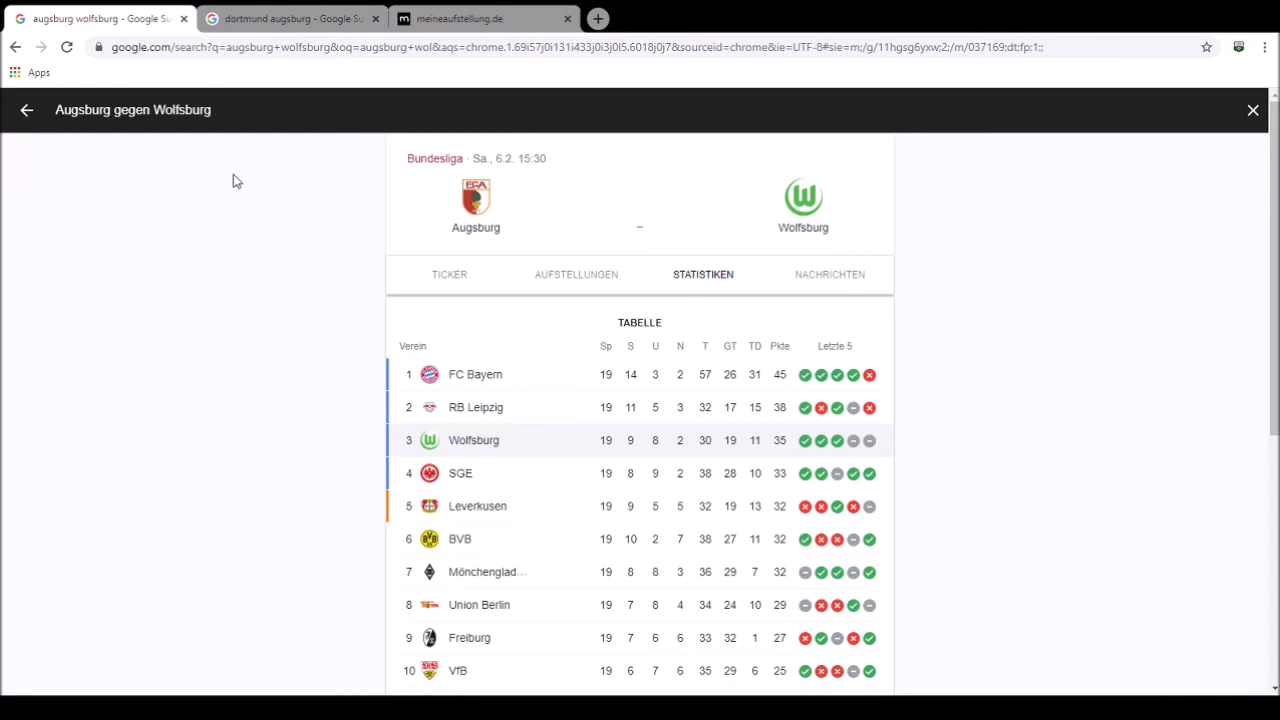 augsburg wolfsburg - Google Su
dortmund augsburg - Google Su
meineaufstellung.de
google.com/search?q=augsburg+wolfsburg&oq=augsburg+wol&aqs=chrome.1.69i57j0i131i433j0i3j0l5.6018j0j7&sourceid=chrome&ie=UTF-8#sie=m;/g/11hgsg6yxw;2;/m/037169;dt;fp:1;;
Apps
Augsburg gegen Wolfsburg
Bundesliga · Sa., 6.2. 15:30
Augsburg – Wolfsburg
TICKER AUFSTELLUNGEN STATISTIKEN NACHRICHTEN
TABELLE
Verein Sp S U N T GT TD Pkte Letzte 5
1 FC Bayern 19 14 3 2 57 26 31 45
2 RB Leipzig 19 11 5 3 32 17 15 38
3 Wolfsburg 19 9 8 2 30 19 11 35
4 SGE 19 8 9 2 38 28 10 33
5 Leverkusen 19 9 5 5 32 19 13 32
6 BVB 19 10 2 7 38 27 11 32
7 Mönchenglad... 19 8 8 3 36 29 7 32
8 Union Berlin 19 7 8 4 34 24 10 29
9 Freiburg 19 7 6 6 33 32 1 27
10 VfB 19 6 7 6 35 29 6 25